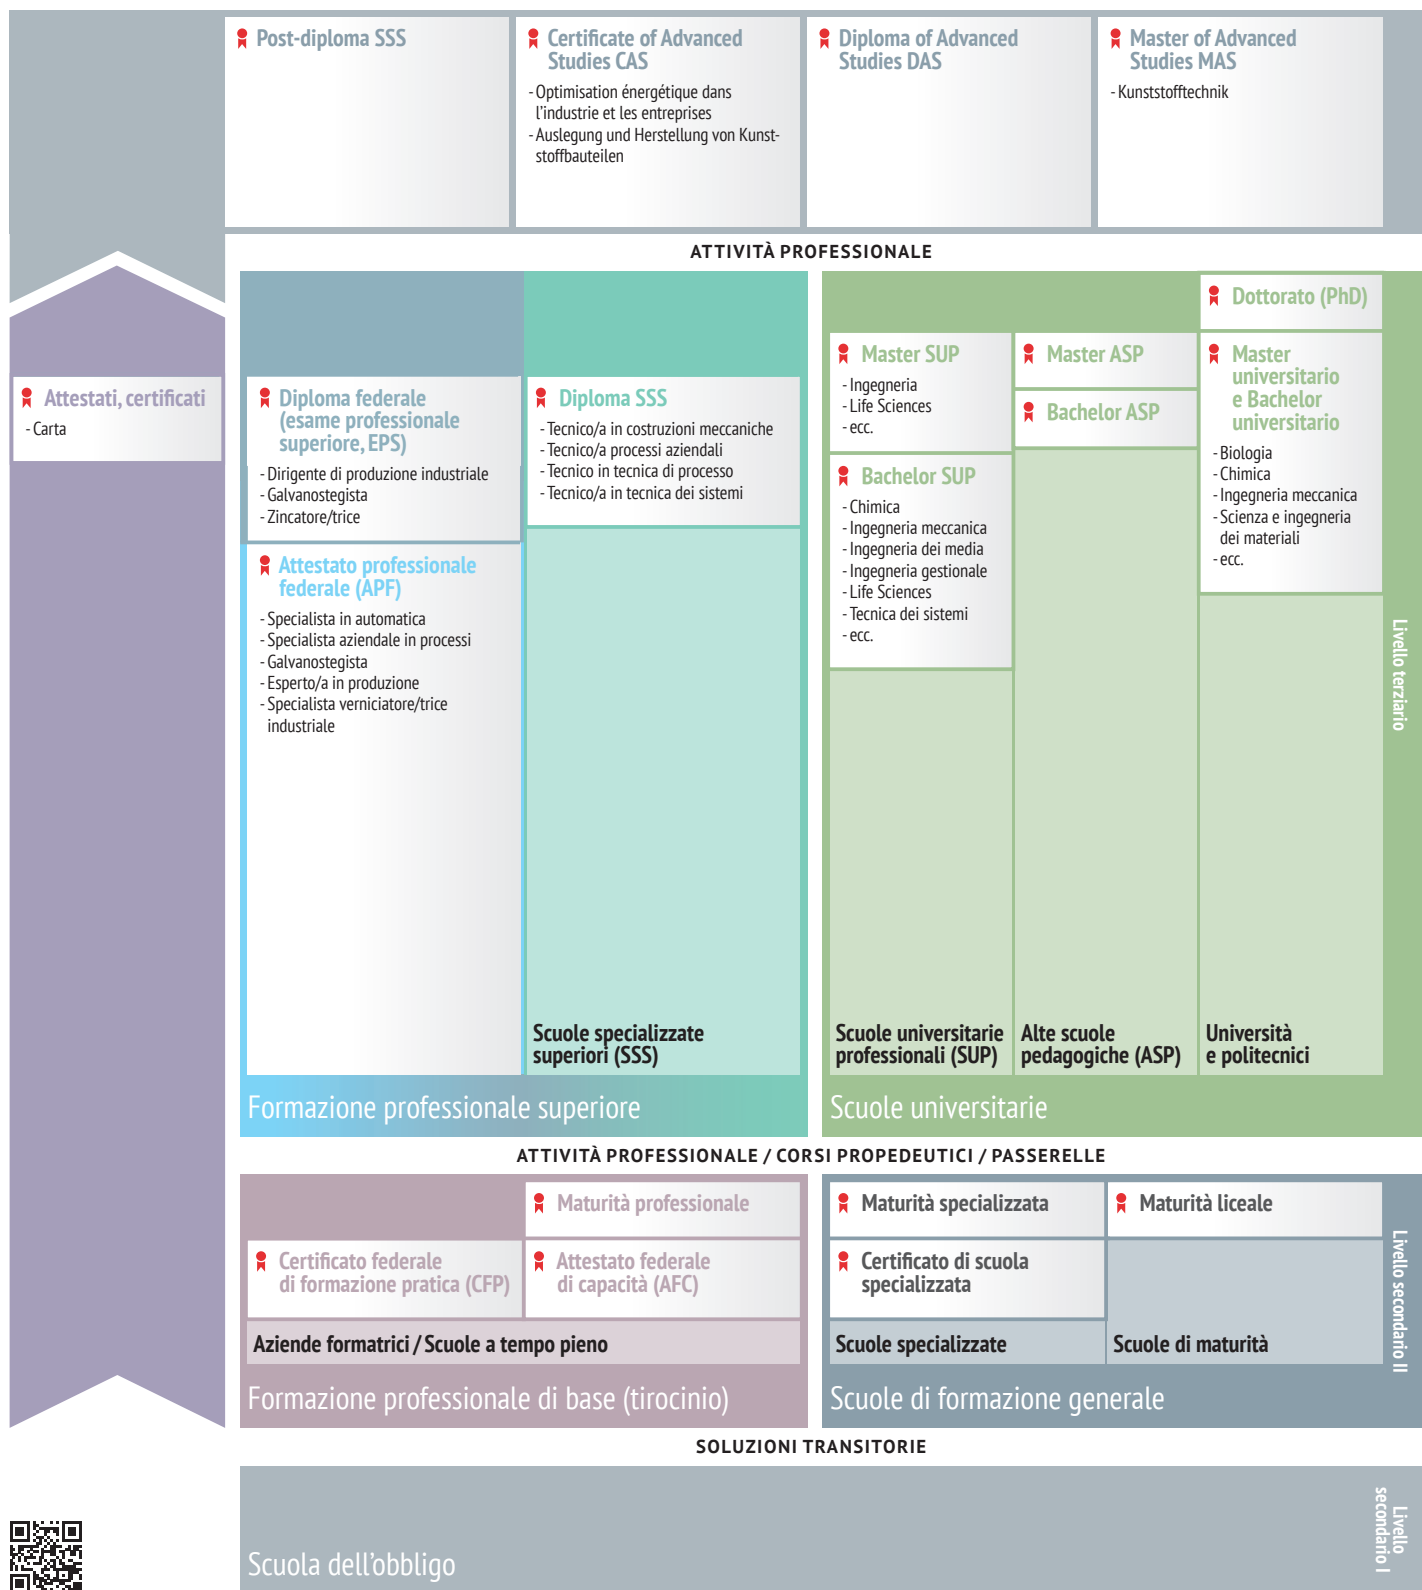 Post-diploma SSS
Certificate of Advanced
Studies CAS
- Optimisation énergétique dans
l'industrie et les entreprises
- Auslegung und Herstellung von Kunst-
stoffbauteilen
Diploma of Advanced
Studies DAS
Master of Advanced
Studies MAS
- Kunststofftechnik
ATTIVITÀ PROFESSIONALE
Attestati, certificati
- Carta
Diploma federale
(esame professionale
superiore, EPS)
- Dirigente di produzione industriale
- Galvanostegista
- Zincatore/trice
Attestato professionale
federale (APF)
- Specialista in automatica
- Specialista aziendale in processi
- Galvanostegista
- Esperto/a in produzione
- Specialista verniciatore/trice
industriale
Diploma SSS
- Tecnico/a in costruzioni meccaniche
- Tecnico/a processi aziendali
- Tecnico in tecnica di processo
- Tecnico/a in tecnica dei sistemi
Scuole specializzate
superiori (SSS)
Formazione professionale superiore
Master SUP
- Ingegneria
- Life Sciences
- ecc.
Bachelor SUP
- Chimica
- Ingegneria meccanica
- Ingegneria dei media
- Ingegneria gestionale
- Life Sciences
- Tecnica dei sistemi
- ecc.
Scuole universitarie
professionali (SUP)
Master ASP
Bachelor ASP
Alte scuole
pedagogiche (ASP)
Dottorato (PhD)
Master
universitario
e Bachelor
universitario
- Biologia
- Chimica
- Ingegneria meccanica
- Scienza e ingegneria
dei materiali
- ecc.
Università
e politecnici
Scuole universitarie
Livello terziario
ATTIVITÀ PROFESSIONALE / CORSI PROPEDEUTICI / PASSERELLE
Maturità professionale
Certificato federale
di formazione pratica (CFP)
Attestato federale
di capacità (AFC)
Aziende formatrici / Scuole a tempo pieno
Formazione professionale di base (tirocinio)
Maturità specializzata
Maturità liceale
Certificato di scuola
specializzata
Scuole specializzate
Scuole di maturità
Scuole di formazione generale
Livello secondario II
SOLUZIONI TRANSITORIE
Scuola dell'obbligo
Livello
secondario I